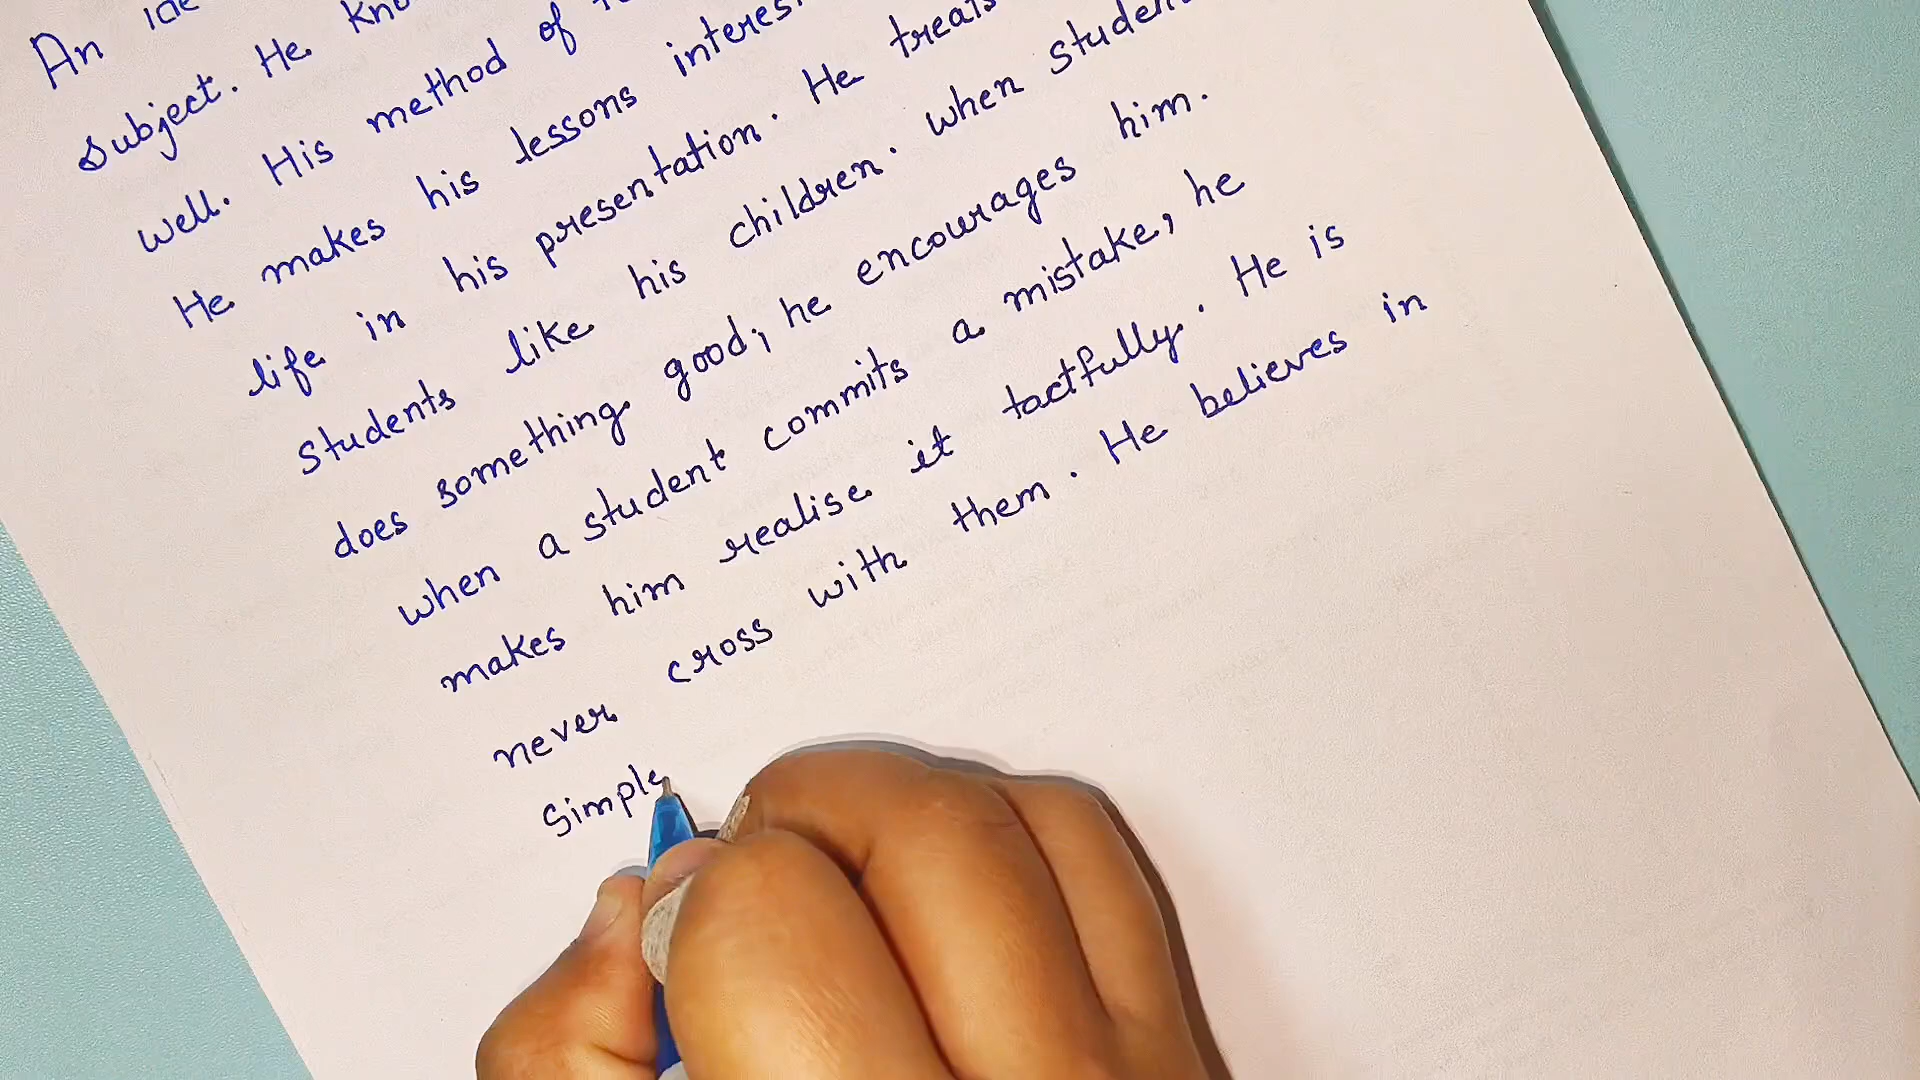 An
subject. He
well. His method of
He makes his lessons
life in his presentation. He treats
students like his children. when
does something good; he encourages him.
when a student commits a mistake, he
makes him realise it tactfully. He is
never cross with them. He believes in
Simple